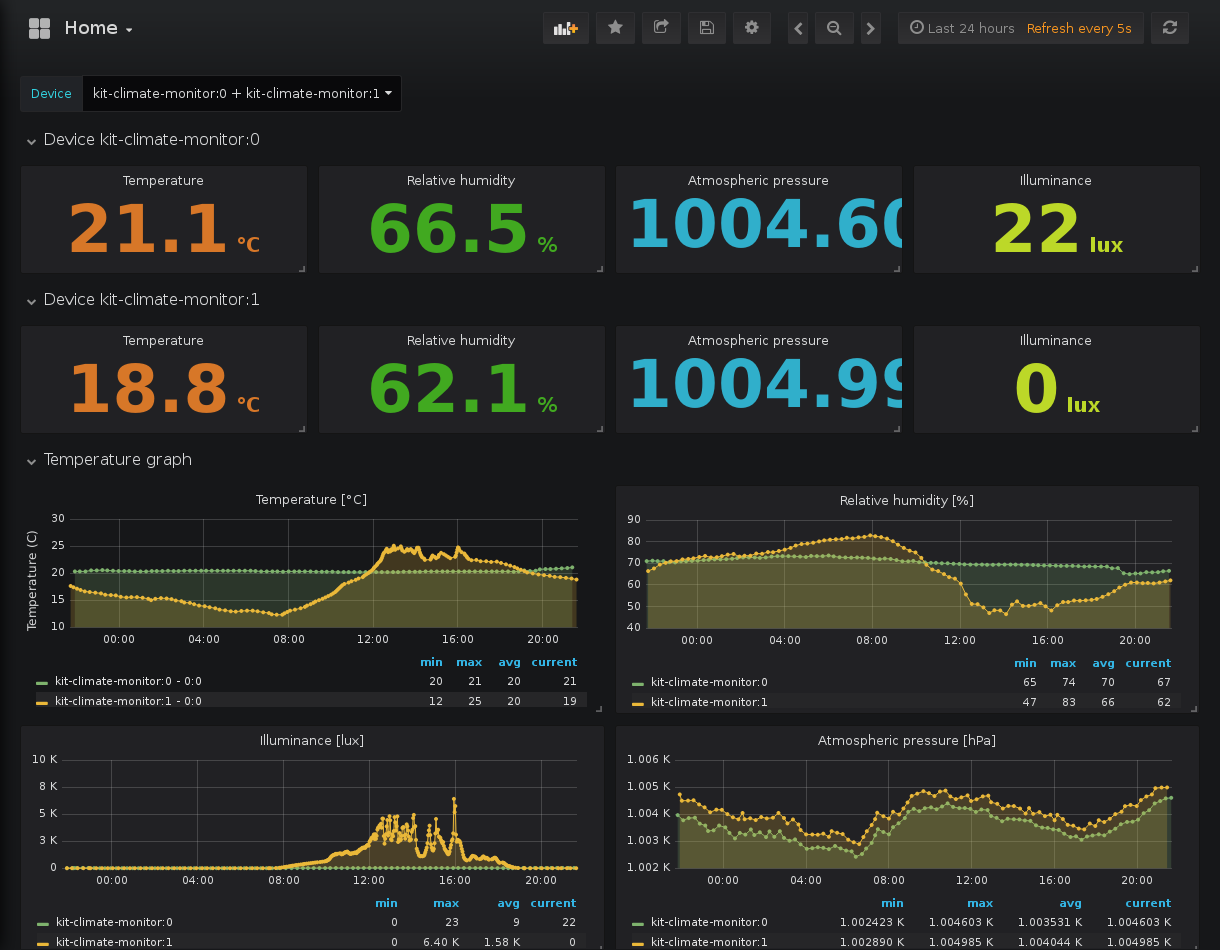 Home
Last 24 hours Refresh every 5s
Device kit-climate-monitor:0 + kit-climate-monitor:1
Device kit-climate-monitor:0
Temperature Relative humidity Atmospheric pressure Illuminance
21.1 °C 66.5 % 1004.60 22 lux
Device kit-climate-monitor:1
Temperature Relative humidity Atmospheric pressure Illuminance
18.8 °C 62.1 % 1004.99 0 lux
Temperature graph
Temperature [°C]
Temperature (C)
30
25
20
15
10
00:00 04:00 08:00 12:00 16:00 20:00
min max avg current
kit-climate-monitor:0 - 0:0 20 21 20 21
kit-climate-monitor:1 - 0:0 12 25 20 19
Relative humidity [%]
90
80
70
60
50
40
00:00 04:00 08:00 12:00 16:00 20:00
min max avg current
kit-climate-monitor:0 65 74 70 67
kit-climate-monitor:1 47 83 66 62
Illuminance [lux]
10 K
8 K
5 K
3 K
0
00:00 04:00 08:00 12:00 16:00 20:00
min max avg current
kit-climate-monitor:0 0 23 9 22
kit-climate-monitor:1 0 6.40 K 1.58 K 0
Atmospheric pressure [hPa]
1.006 K
1.005 K
1.004 K
1.003 K
1.002 K
00:00 04:00 08:00 12:00 16:00 20:00
min max avg current
kit-climate-monitor:0 1.002423 K 1.004603 K 1.003531 K 1.004603 K
kit-climate-monitor:1 1.002890 K 1.004985 K 1.004044 K 1.004985 K